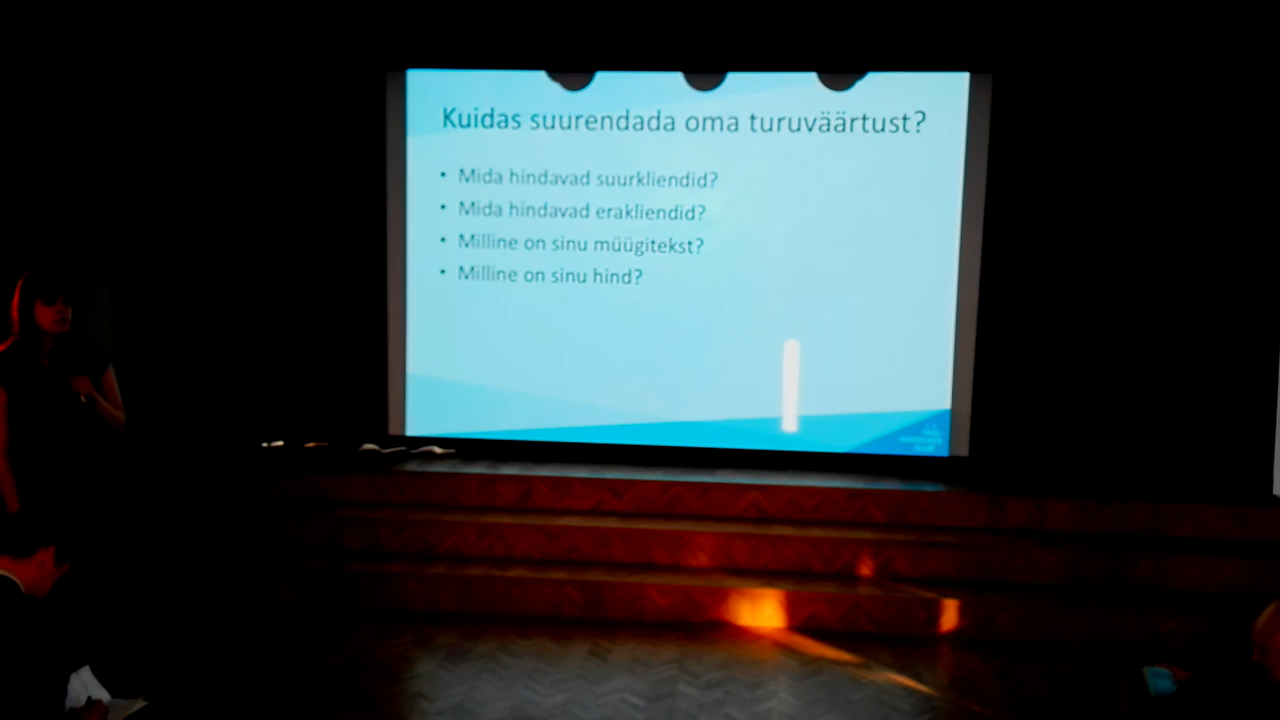 Kuidas suurendada oma turuväärtust?
• Mida hindavad suurkliendid?
• Mida hindavad erakliendid?
• Milline on sinu müügitekst?
• Milline on sinu hind?